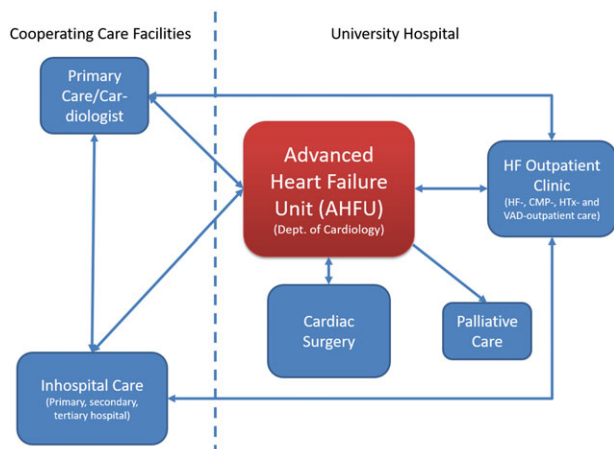 Cooperating Care Facilities
University Hospital
Primary
Care/Car-
diologist
Advanced
Heart Failure
Unit (AHFU)
(Dept. of Cardiology)
HF Outpatient
Clinic
(HF-, CMP-, HTx- and
VAD-outpatient care)
Cardiac
Surgery
Palliative
Care
Inhospital Care
(Primary, secondary,
tertiary hospital)